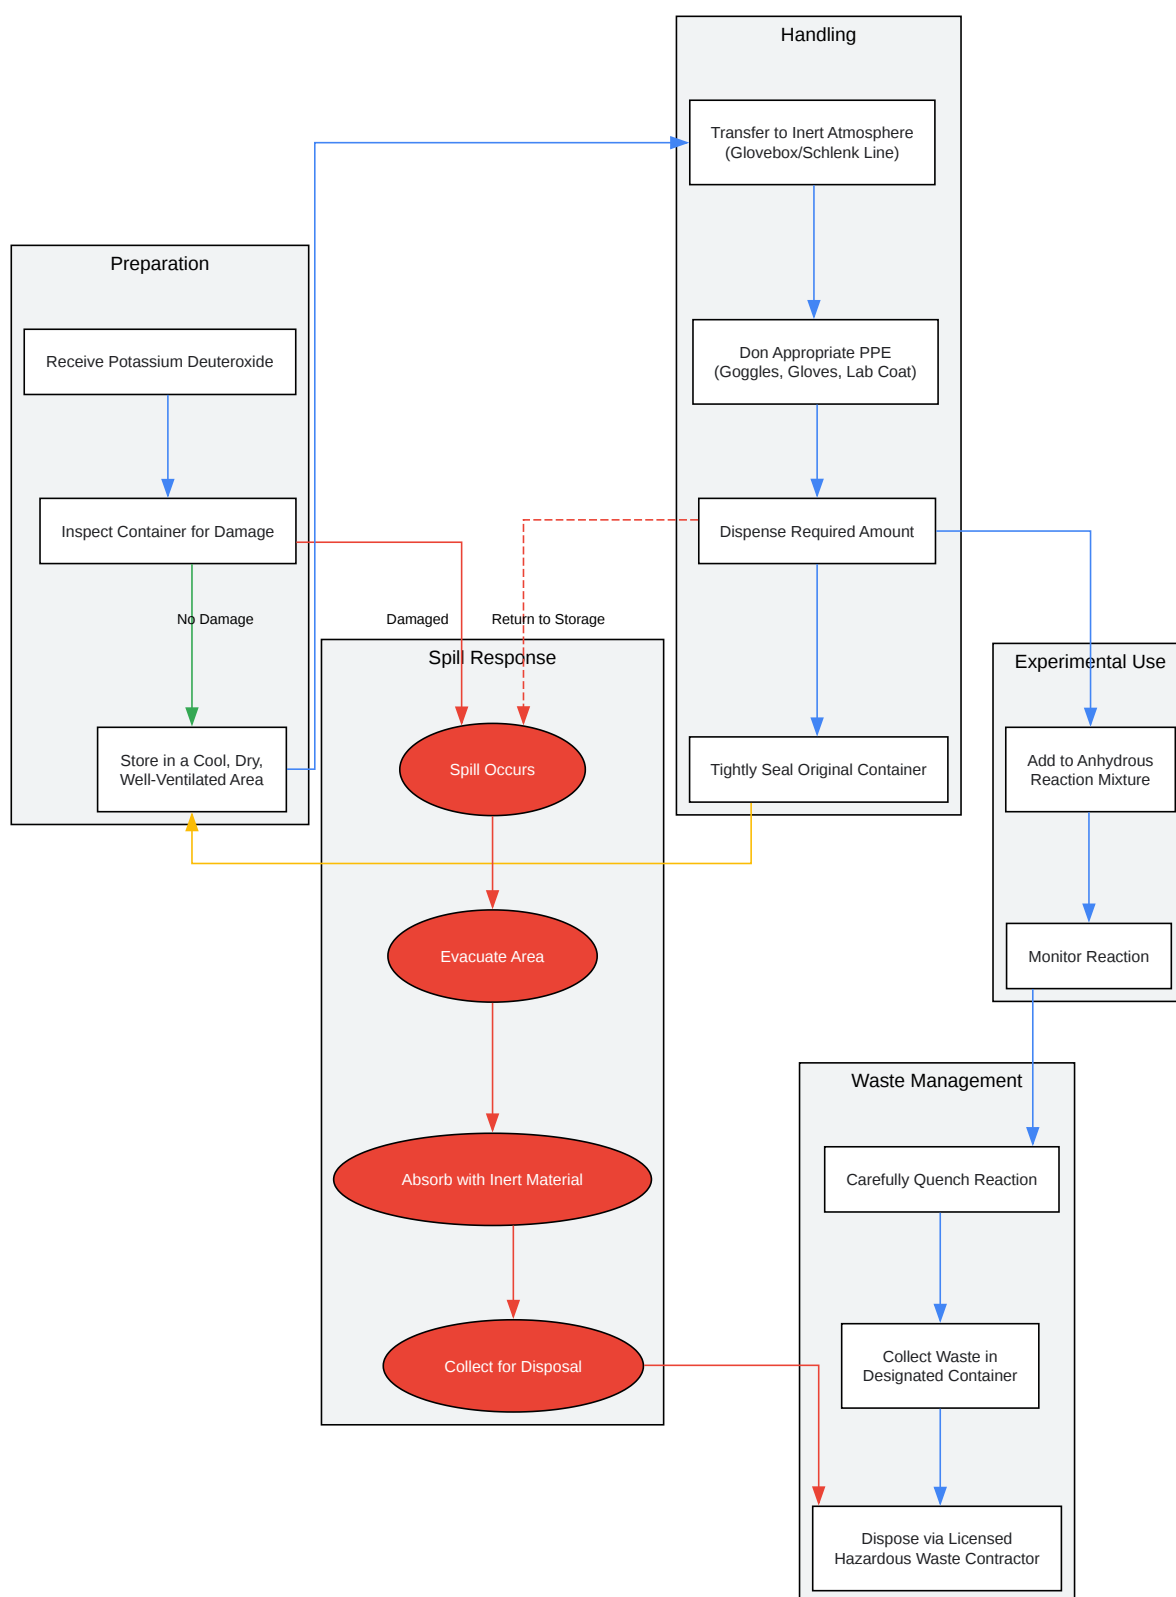 Handling
Transfer to Inert Atmosphere
(Glovebox/Schlenk Line)
Preparation
Receive Potassium Deuteroxide
Don Appropriate PPE
(Goggles, Gloves, Lab Coat)
Inspect Container for Damage
Dispense Required Amount
No Damage
Damaged
Return to Storage
Spill Response
Experimental Use
Store in a Cool, Dry,
Well-Ventilated Area
Spill Occurs
Tightly Seal Original Container
Add to Anhydrous
Reaction Mixture
Evacuate Area
Monitor Reaction
Waste Management
Absorb with Inert Material
Carefully Quench Reaction
Collect for Disposal
Collect Waste in
Designated Container
Dispose via Licensed
Hazardous Waste Contractor